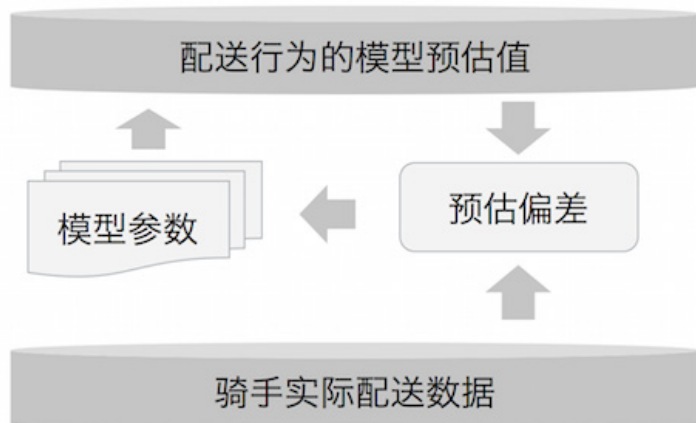 配送行为的模型预估值
模型参数
预估偏差
骑手实际配送数据